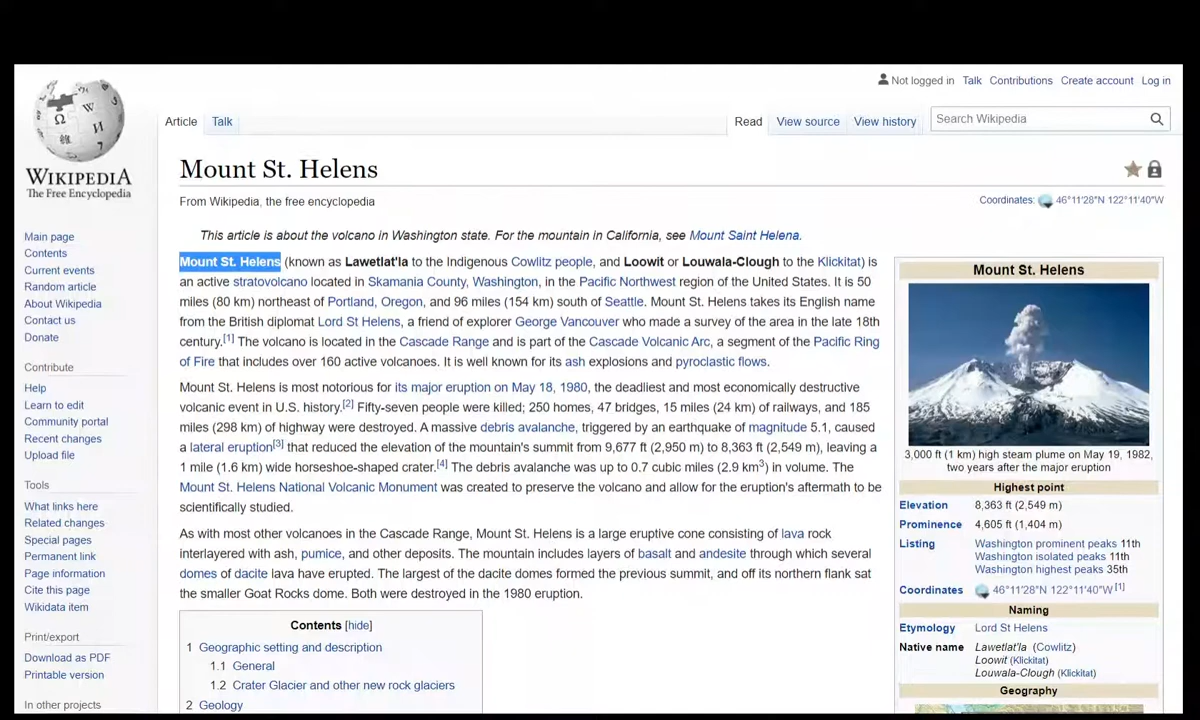 Not logged in Talk Contributions Create account Log in
Article Talk Read View source View history Search Wikipedia
WIKIPEDIA
The Free Encyclopedia
Main page
Contents
Current events
Random article
About Wikipedia
Contact us
Donate
Contribute
Help
Learn to edit
Community portal
Recent changes
Upload file
Tools
What links here
Related changes
Special pages
Permanent link
Page information
Cite this page
Wikidata item
Print/export
Download as PDF
Printable version
In other projects
Mount St. Helens
From Wikipedia, the free encyclopedia
Coordinates: 46°11′28″N 122°11′40″W
This article is about the volcano in Washington state. For the mountain in California, see Mount Saint Helena.
Mount St. Helens (known as Lawetlat'la to the Indigenous Cowlitz people, and Loowit or Louwala-Clough to the Klickitat) is
an active stratovolcano located in Skamania County, Washington, in the Pacific Northwest region of the United States. It is 50
miles (80 km) northeast of Portland, Oregon, and 96 miles (154 km) south of Seattle. Mount St. Helens takes its English name
from the British diplomat Lord St Helens, a friend of explorer George Vancouver who made a survey of the area in the late 18th
century.[1] The volcano is located in the Cascade Range and is part of the Cascade Volcanic Arc, a segment of the Pacific Ring
of Fire that includes over 160 active volcanoes. It is well known for its ash explosions and pyroclastic flows.
Mount St. Helens is most notorious for its major eruption on May 18, 1980, the deadliest and most economically destructive
volcanic event in U.S. history.[2] Fifty-seven people were killed; 250 homes, 47 bridges, 15 miles (24 km) of railways, and 185
miles (298 km) of highway were destroyed. A massive debris avalanche, triggered by an earthquake of magnitude 5.1, caused
a lateral eruption[3] that reduced the elevation of the mountain's summit from 9,677 ft (2,950 m) to 8,363 ft (2,549 m), leaving a
1 mile (1.6 km) wide horseshoe-shaped crater.[4] The debris avalanche was up to 0.7 cubic miles (2.9 km³) in volume. The
Mount St. Helens National Volcanic Monument was created to preserve the volcano and allow for the eruption's aftermath to be
scientifically studied.
As with most other volcanoes in the Cascade Range, Mount St. Helens is a large eruptive cone consisting of lava rock
interlayered with ash, pumice, and other deposits. The mountain includes layers of basalt and andesite through which several
domes of dacite lava have erupted. The largest of the dacite domes formed the previous summit, and off its northern flank sat
the smaller Goat Rocks dome. Both were destroyed in the 1980 eruption.
Contents [hide]
1 Geographic setting and description
1.1 General
1.2 Crater Glacier and other new rock glaciers
2 Geology
Mount St. Helens
3,000 ft (1 km) high steam plume on May 19, 1982,
two years after the major eruption
Highest point
Elevation 8,363 ft (2,549 m)
Prominence 4,605 ft (1,404 m)
Listing Washington prominent peaks 11th
Washington isolated peaks 11th
Washington highest peaks 35th
Coordinates 46°11′28″N 122°11′40″W [1]
Naming
Etymology Lord St Helens
Native name Lawetlat'la (Cowlitz)
Loowit (Klickitat)
Louwala-Clough (Klickitat)
Geography